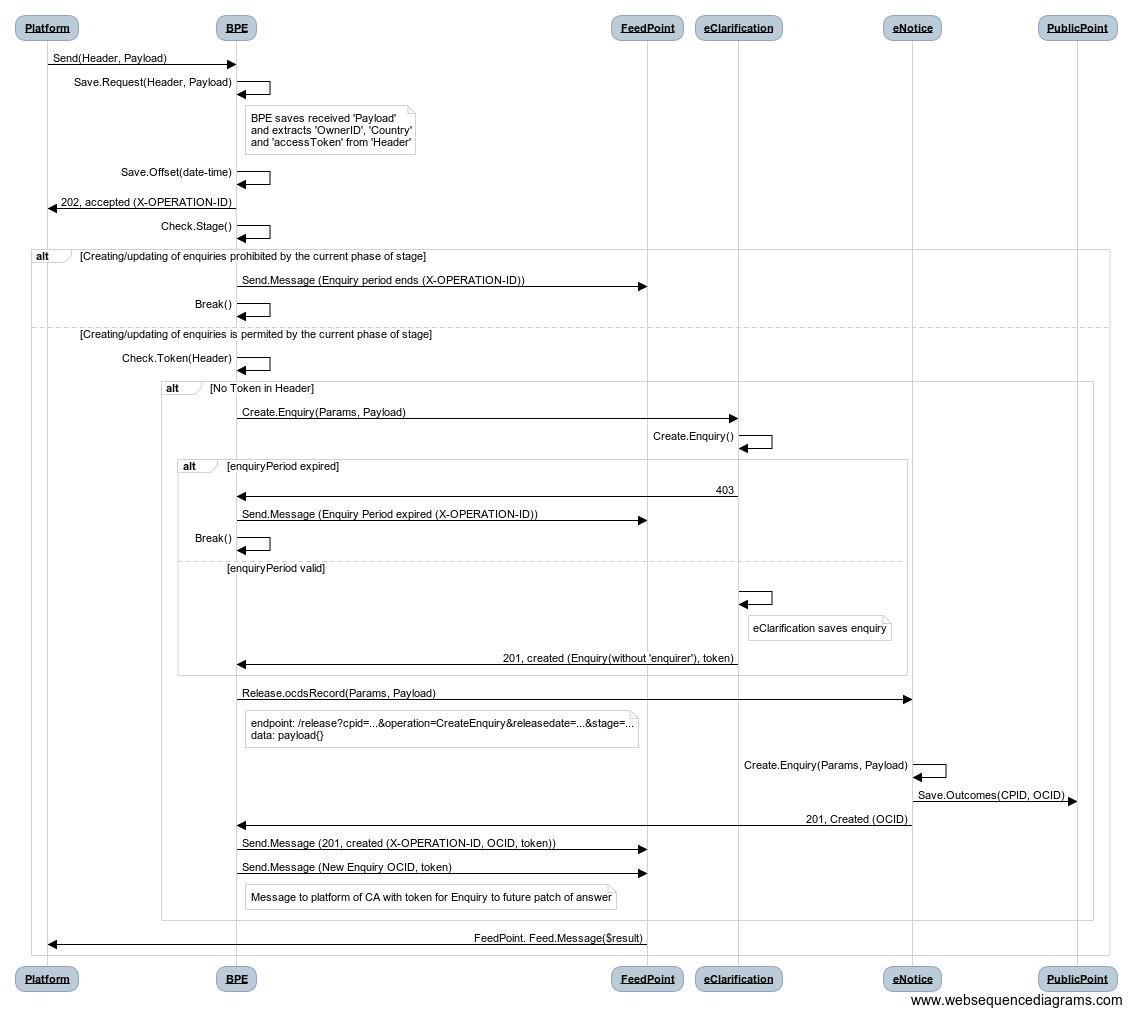 Platform BPE FeedPoint eClarification eNotice PublicPoint
Send(Header, Payload)
Save.Request(Header, Payload)
BPE saves received 'Payload'
and extracts 'OwnerID', 'Country'
and 'accessToken' from 'Header'
Save.Offset(date-time)
202, accepted (X-OPERATION-ID)
Check.Stage()
alt [Creating/updating of enquiries prohibited by the current phase of stage]
Send.Message (Enquiry period ends (X-OPERATION-ID))
Break()
[Creating/updating of enquiries is permited by the current phase of stage]
Check.Token(Header)
alt [No Token in Header]
Create.Enquiry(Params, Payload)
Create.Enquiry()
alt [enquiryPeriod expired]
403
Send.Message (Enquiry Period expired (X-OPERATION-ID))
Break()
[enquiryPeriod valid]
eClarification saves enquiry
201, created (Enquiry(without 'enquirer'), token)
Release.ocdsRecord(Params, Payload)
endpoint: /release?cpid=...&operation=CreateEnquiry&releasedate=...&stage=...
data: payload{}
Create.Enquiry(Params, Payload)
Save.Outcomes(CPID, OCID)
201, Created (OCID)
Send.Message (201, created (X-OPERATION-ID, OCID, token))
Send.Message (New Enquiry OCID, token)
Message to platform of CA with token for Enquiry to future patch of answer
FeedPoint. Feed.Message($result)
Platform BPE FeedPoint eClarification eNotice PublicPoint
www.websequencediagrams.com